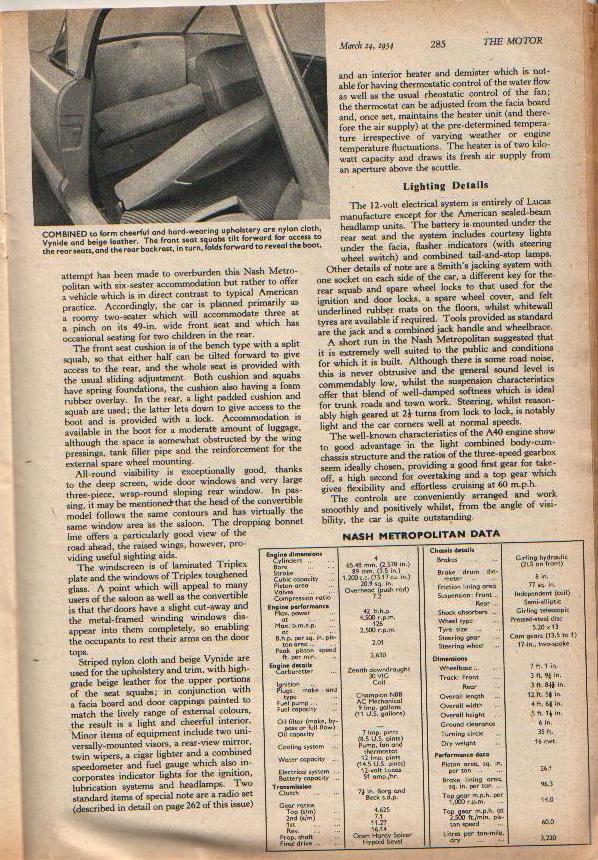 March 24, 1954 285 THE MOTOR
COMBINED to form cheerful and hard-wearing upholstery are nylon cloth,
Vynide and beige leather. The front seat squabs tilt forward for access to
the rear seats, and the rear backrest, in turn, folds forward to reveal the boot.
attempt has been made to overburden this Nash Metro-
politan with six-seater accommodation but rather to offer
a vehicle which is in direct contrast to typical American
practice. Accordingly, the car is planned primarily as
a roomy two-seater which will accommodate three at
a pinch on its 49-in. wide front seat and which has
occasional seating for two children in the rear.
The front seat cushion is of the bench type with a split
squab, so that either half can be tilted forward to give
access to the rear, and the whole seat is provided with
the usual sliding adjustment. Both cushion and squabs
have spring foundations, the cushion also having a foam
rubber overlay. In the rear, a light padded cushion and
squab are used; the latter lets down to give access to the
boot and is provided with a lock. Accommodation is
available in the boot for a moderate amount of luggage,
although the space is somewhat obstructed by the wing
pressings, tank filler pipe and the reinforcement for the
external spare wheel mounting.
All-round visibility is exceptionally good, thanks
to the deep screen, wide door windows and very large
three-piece, wrap-round sloping rear window. In pas-
sing, it may be mentioned that the head of the convertible
model follows the same contours and has virtually the
same window area as the saloon. The dropping bonnet
line offers a particularly good view of the
road ahead, the raised wings, however, pro-
viding useful sighting aids.
The windscreen is of laminated Triplex
plate and the windows of Triplex toughened
glass. A point which will appeal to many
users of the saloon as well as the convertible
is that the doors have a slight cut-away and
the metal-framed winding windows dis-
appear into them completely, so enabling
the occupants to rest their arms on the door
tops.
Striped nylon cloth and beige Vynide are
used for the upholstery and trim, with high-
grade beige leather for the upper portions
of the seat squabs; in conjunction with
a facia board and door cappings painted to
match the lively range of external colours,
the result is a light and cheerful interior.
Minor items of equipment include two uni-
versally-mounted visors, a rear-view mirror,
twin wipers, a cigar lighter and a combined
speedometer and fuel gauge which also in-
corporates indicator lights for the ignition,
lubrication systems and headlamps. Two
standard items of special note are a radio set
(described in detail on page 262 of this issue)
and an interior heater and demister which is not-
able for having thermostatic control of the water flow
as well as the usual rheostatic control of the fan;
the thermostat can be adjusted from the facia board
and, once set, maintains the heater unit (and there-
fore the air supply) at the pre-determined tempera-
ture irrespective of varying weather or engine
temperature fluctuations. The heater is of two kilo-
watt capacity and draws its fresh air supply from
an aperture above the scuttle.
Lighting Details
The 12-volt electrical system is entirely of Lucas
manufacture except for the American sealed-beam
headlamp units. The battery is mounted under the
rear seat and the system includes courtesy lights
under the facia, flasher indicators (with steering
wheel switch) and combined tail-and-stop lamps.
Other details of note are a Smith's jacking system with
one socket on each side of the car, a different key for the
rear squab and spare wheel locks to that used for the
ignition and door locks, a spare wheel cover, and felt
underlined rubber mats on the floors, whilst whitewall
tyres are available if required. Tools provided as standard
are the jack and a combined jack handle and wheelbrace.
A short run in the Nash Metropolitan suggested that
it is extremely well suited to the public and conditions
for which it is built. Although there is some road noise,
this is never obtrusive and the general sound level is
commendably low, whilst the suspension characteristics
offer that blend of well-damped softness which is ideal
for trunk roads and town work. Steering, whilst reason-
ably high geared at 2½ turns from lock to lock, is notably
light and the car corners well at normal speeds.
The well-known characteristics of the A40 engine show
to good advantage in the light combined body-cum-
chassis structure and the ratios of the three-speed gearbox
seem ideally chosen, providing a good first gear for take-
off, a high second for overtaking and a top gear which
gives flexibility and effortless cruising at 60 m.p.h.
The controls are conveniently arranged and work
smoothly and positively whilst, from the angle of visi-
bility, the car is quite outstanding.
NASH METROPOLITAN DATA
Engine dimensions
Cylinders ... 4
Bore ... 65.48 mm. (2.578 in.)
Stroke ... 89 mm. (3.5 in.)
Cubic capacity 1,200 c.c. (73.17 cu. in.)
Piston area 20.9 sq. in.
Valves Overhead (push rod)
Compression ratio 7.2
Engine performance
Max. power 42 b.h.p.
at 4,500 r.p.m.
Max. b.m.e.p. 126
at 2,500 r.p.m.
B.h.p. per sq. in. pis-
ton area ... 2.01
Peak piston speed
ft. per min. 2,630
Engine details
Carburetter Zenith downdraught
30 VIG
Ignition Coil
Plugs: make and
type Champion N8B
Fuel pump AC Mechanical
Fuel capacity 9 Imp. gallons
(11 U.S. gallons)
Oil filter (make, by-
pass or full flow)
Oil capacity 7 Imp. pints
(8.5 U.S. pints)
Cooling system Pump, fan and
thermostat
Water capacity 12 Imp. pints
(14.5 U.S. pints)
Electrical system 12-volt Lucas
Battery capacity 51 amp./hr.
Transmission
Clutch 7¼ in. Borg and
Beck s.d.p.
Gear ratios
Top (s/m) 4.625
2nd (s/m) 7.1
1st 11.27
Rev. 16.14
Prop. shaft Open Hardy Spicer
Final drive Hypoid bevel
Chassis details
Brakes Girling hydraulic
(2LS on front)
Brake drum dia-
meter 8 in.
Friction lining area 77 sq. in.
Suspension: Front Independent (coil)
Rear Semi-elliptic
Shock absorbers Girling telescopic
Wheel type Pressed-steel disc
Tyre size 5.20 x 13
Steering gear Cam gears (13.5 to 1)
Steering wheel 17-in., two-spoke
Dimensions
Wheelbase 7 ft. 1 in.
Track: Front
Rear
Overall length
Overall width
Overall height
Ground clearance 6 in.
Turning circle 35 ft.
Dry weight 16 cwt.
Performance data
Piston area, sq. in.
per ton 26.1
Brake lining area,
sq. in. per ton 96.3
Top gear m.p.h. per
1,000 r.p.m. 14.0
Top gear m.p.h. at
2,500 ft./min. pis-
ton speed 60.0
Litres per ton-mile,
dry 3,220